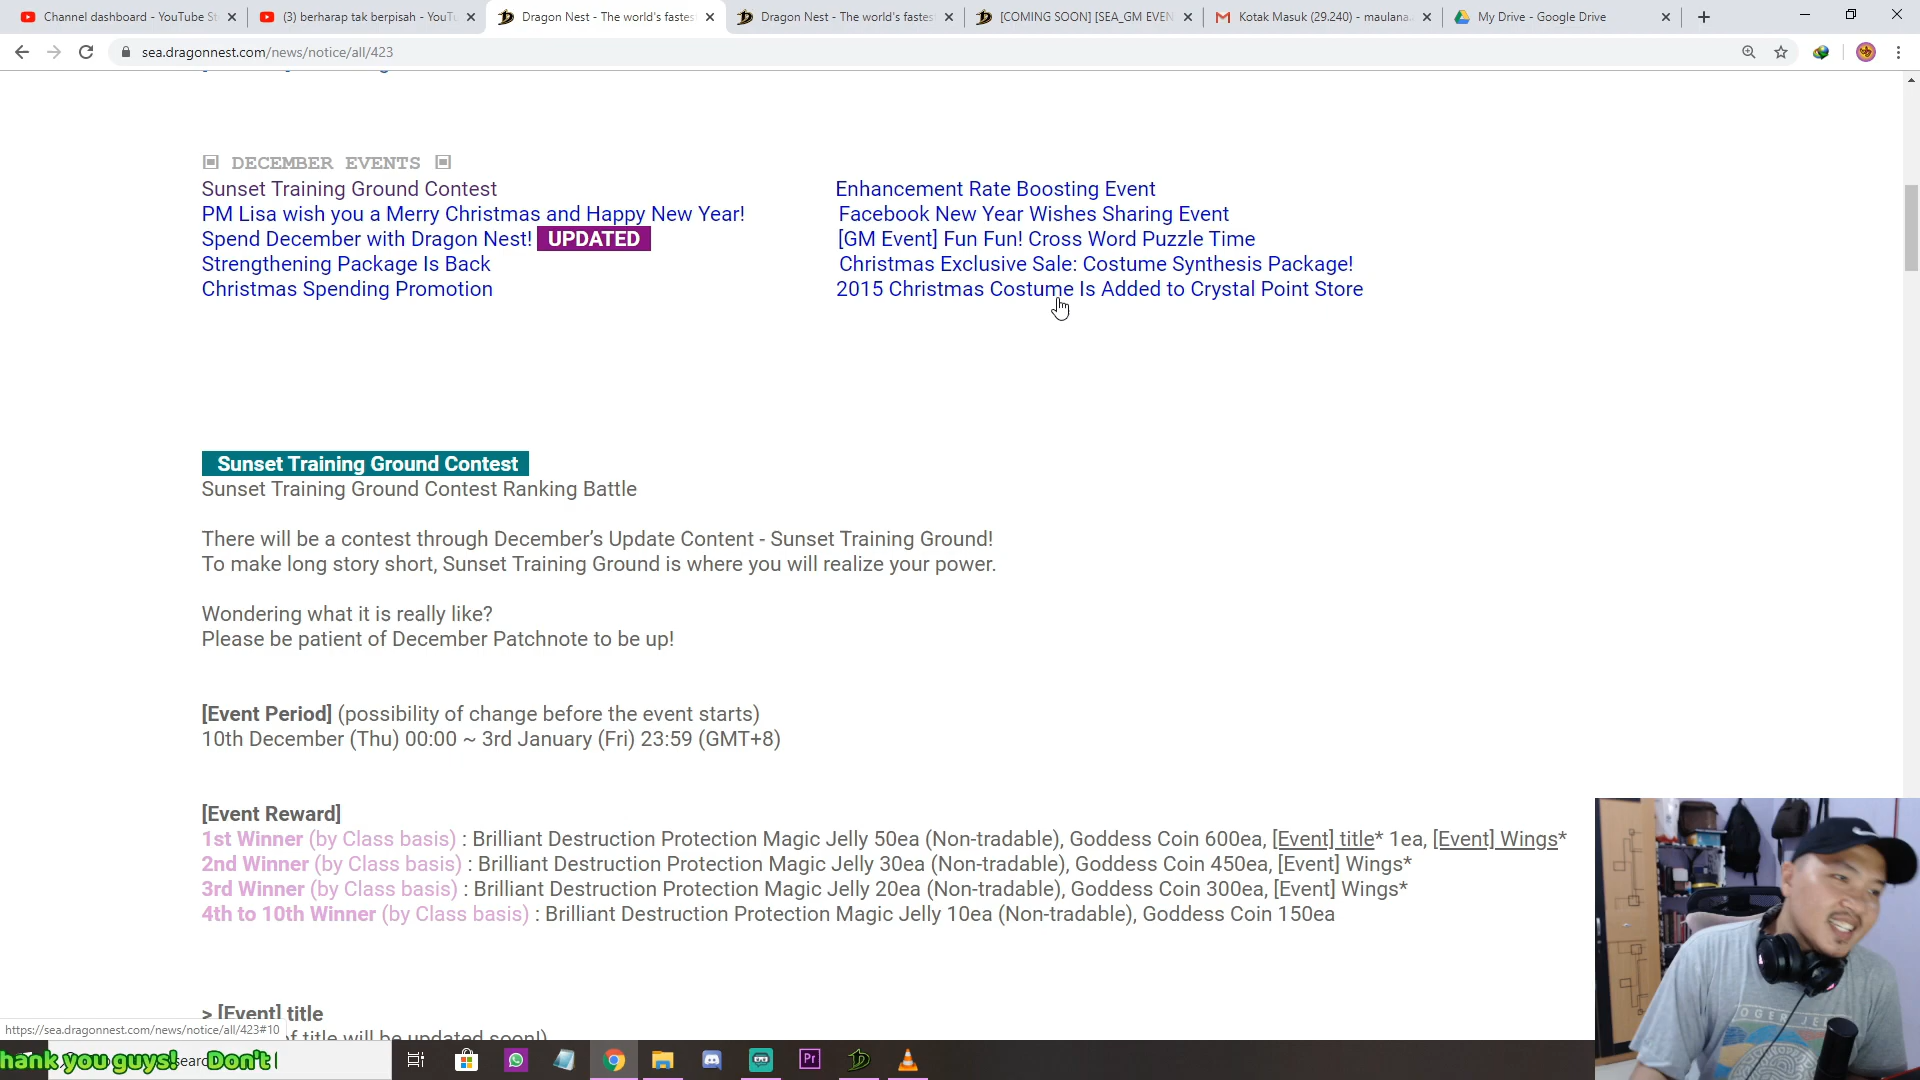 Channel dashboard - YouTube St
(3) berharap tak berpisah - YouTu
Dragon Nest - The world's fastes
Dragon Nest - The world's fastes
[COMING SOON] [SEA_GM EVEN
Kotak Masuk (29.240) - maulana
My Drive - Google Drive
sea.dragonnest.com/news/notice/all/423
DECEMBER EVENTS
Sunset Training Ground Contest
PM Lisa wish you a Merry Christmas and Happy New Year!
Spend December with Dragon Nest! UPDATED
Strengthening Package Is Back
Christmas Spending Promotion
Enhancement Rate Boosting Event
Facebook New Year Wishes Sharing Event
[GM Event] Fun Fun! Cross Word Puzzle Time
Christmas Exclusive Sale: Costume Synthesis Package!
2015 Christmas Costume Is Added to Crystal Point Store
Sunset Training Ground Contest
Sunset Training Ground Contest Ranking Battle
There will be a contest through December’s Update Content - Sunset Training Ground!
To make long story short, Sunset Training Ground is where you will realize your power.
Wondering what it is really like?
Please be patient of December Patchnote to be up!
[Event Period] (possibility of change before the event starts)
10th December (Thu) 00:00 ~ 3rd January (Fri) 23:59 (GMT+8)
[Event Reward]
1st Winner (by Class basis) : Brilliant Destruction Protection Magic Jelly 50ea (Non-tradable), Goddess Coin 600ea, [Event] title* 1ea, [Event] Wings*
2nd Winner (by Class basis) : Brilliant Destruction Protection Magic Jelly 30ea (Non-tradable), Goddess Coin 450ea, [Event] Wings*
3rd Winner (by Class basis) : Brilliant Destruction Protection Magic Jelly 20ea (Non-tradable), Goddess Coin 300ea, [Event] Wings*
4th to 10th Winner (by Class basis) : Brilliant Destruction Protection Magic Jelly 10ea (Non-tradable), Goddess Coin 150ea
> [Event] title
of title will be updated soon!)
https://sea.dragonnest.com/news/notice/all/423#10
hank you guys! Don't
Pr